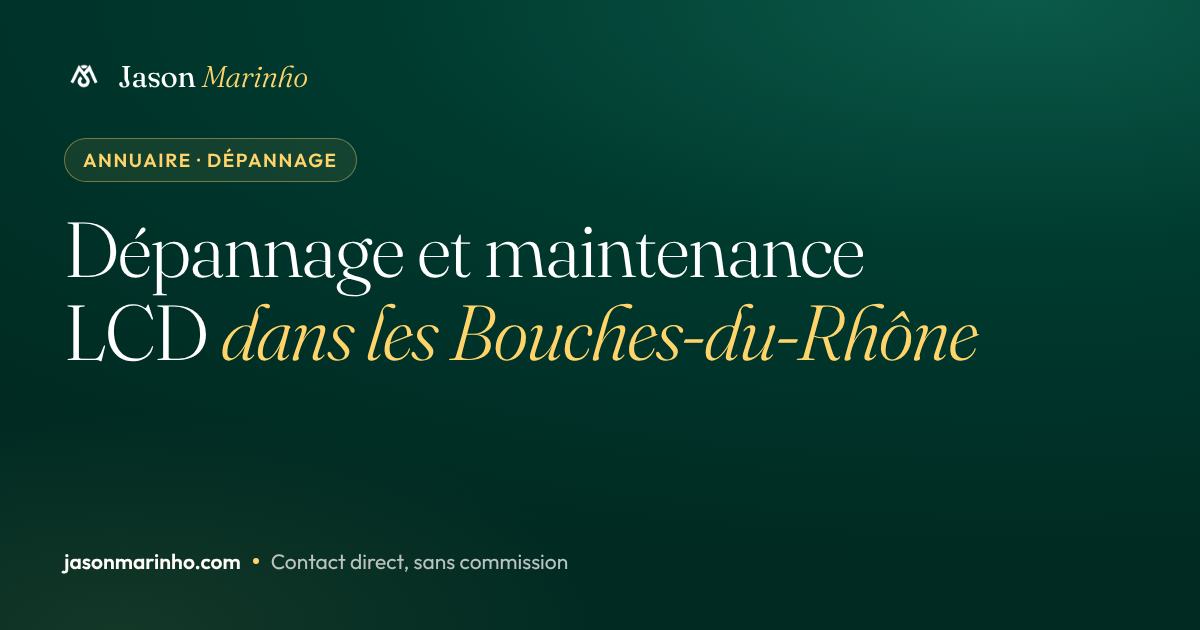 Jason Marinho
ANNUAIRE · DÉPANNAGE
Dépannage et maintenance
LCD dans les Bouches-du-Rhône
jasonmarinho.com • Contact direct, sans commission